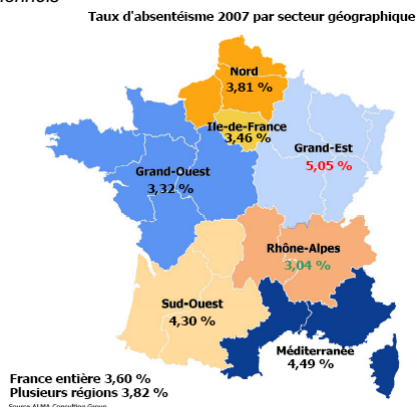 Taux d'absentéisme 2007 par secteur géographique
Nord
3,81 %
Ile-de-France
3,46 %
Grand-Est
5,05 %
Grand-Ouest
3,32 %
Rhône-Alpes
3,04 %
Sud-Ouest
4,30 %
Méditerranée
4,49 %
France entière 3,60 %
Plusieurs régions 3,82 %
Source ALMA Consulting Group